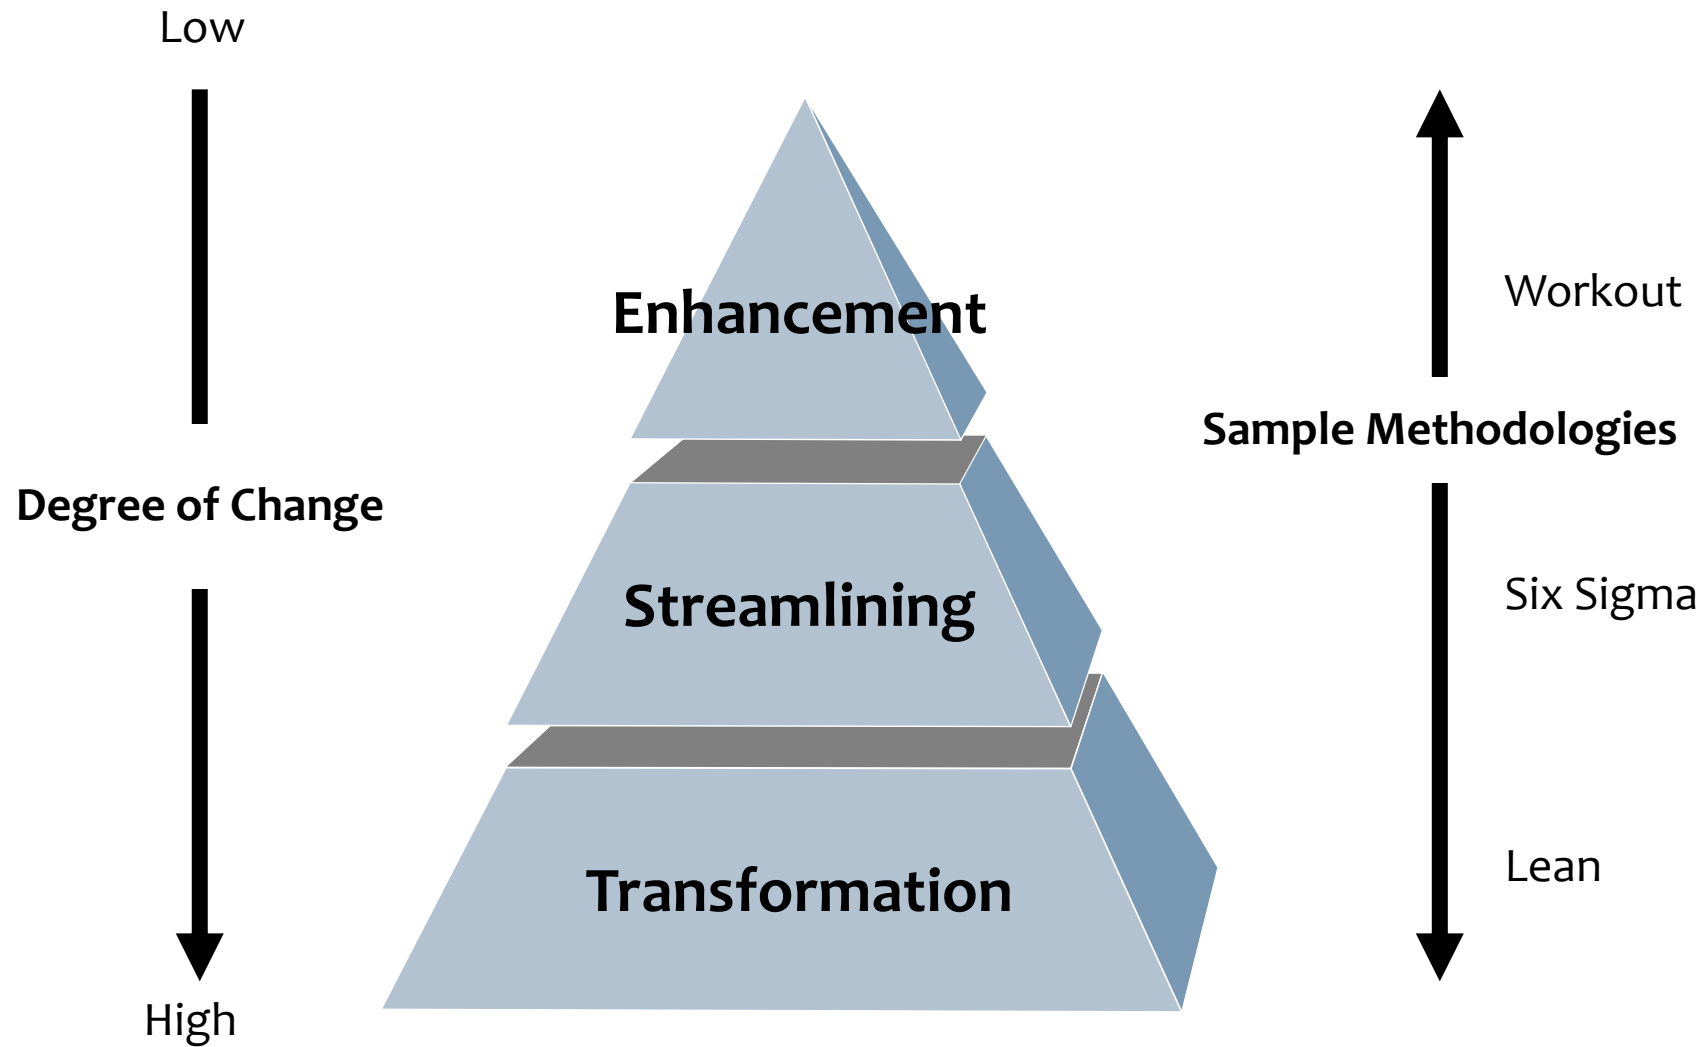 Low
Workout
Enhancement
Sample Methodologies
Degree of Change
Six Sigma
Streamlining
Lean
Transformation
High